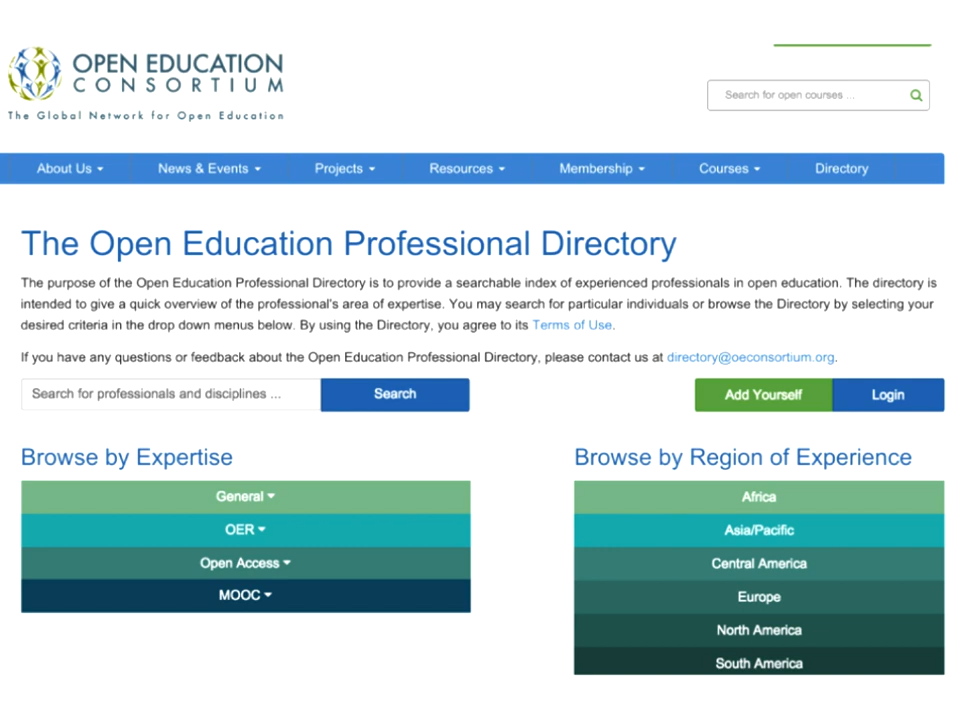 OPEN EDUCATION
CONSORTIUM
The Global Network for Open Education
Search for open courses ...
About Us
News & Events
Projects
Resources
Membership
Courses
Directory
The Open Education Professional Directory
The purpose of the Open Education Professional Directory is to provide a searchable index of experienced professionals in open education. The directory is
intended to give a quick overview of the professional's area of expertise. You may search for particular individuals or browse the Directory by selecting your
desired criteria in the drop down menus below. By using the Directory, you agree to its Terms of Use.
If you have any questions or feedback about the Open Education Professional Directory, please contact us at directory@oeconsortium.org.
Search for professionals and disciplines ...
Search
Add Yourself
Login
Browse by Expertise
General
OER
Open Access
MOOC
Browse by Region of Experience
Africa
Asia/Pacific
Central America
Europe
North America
South America